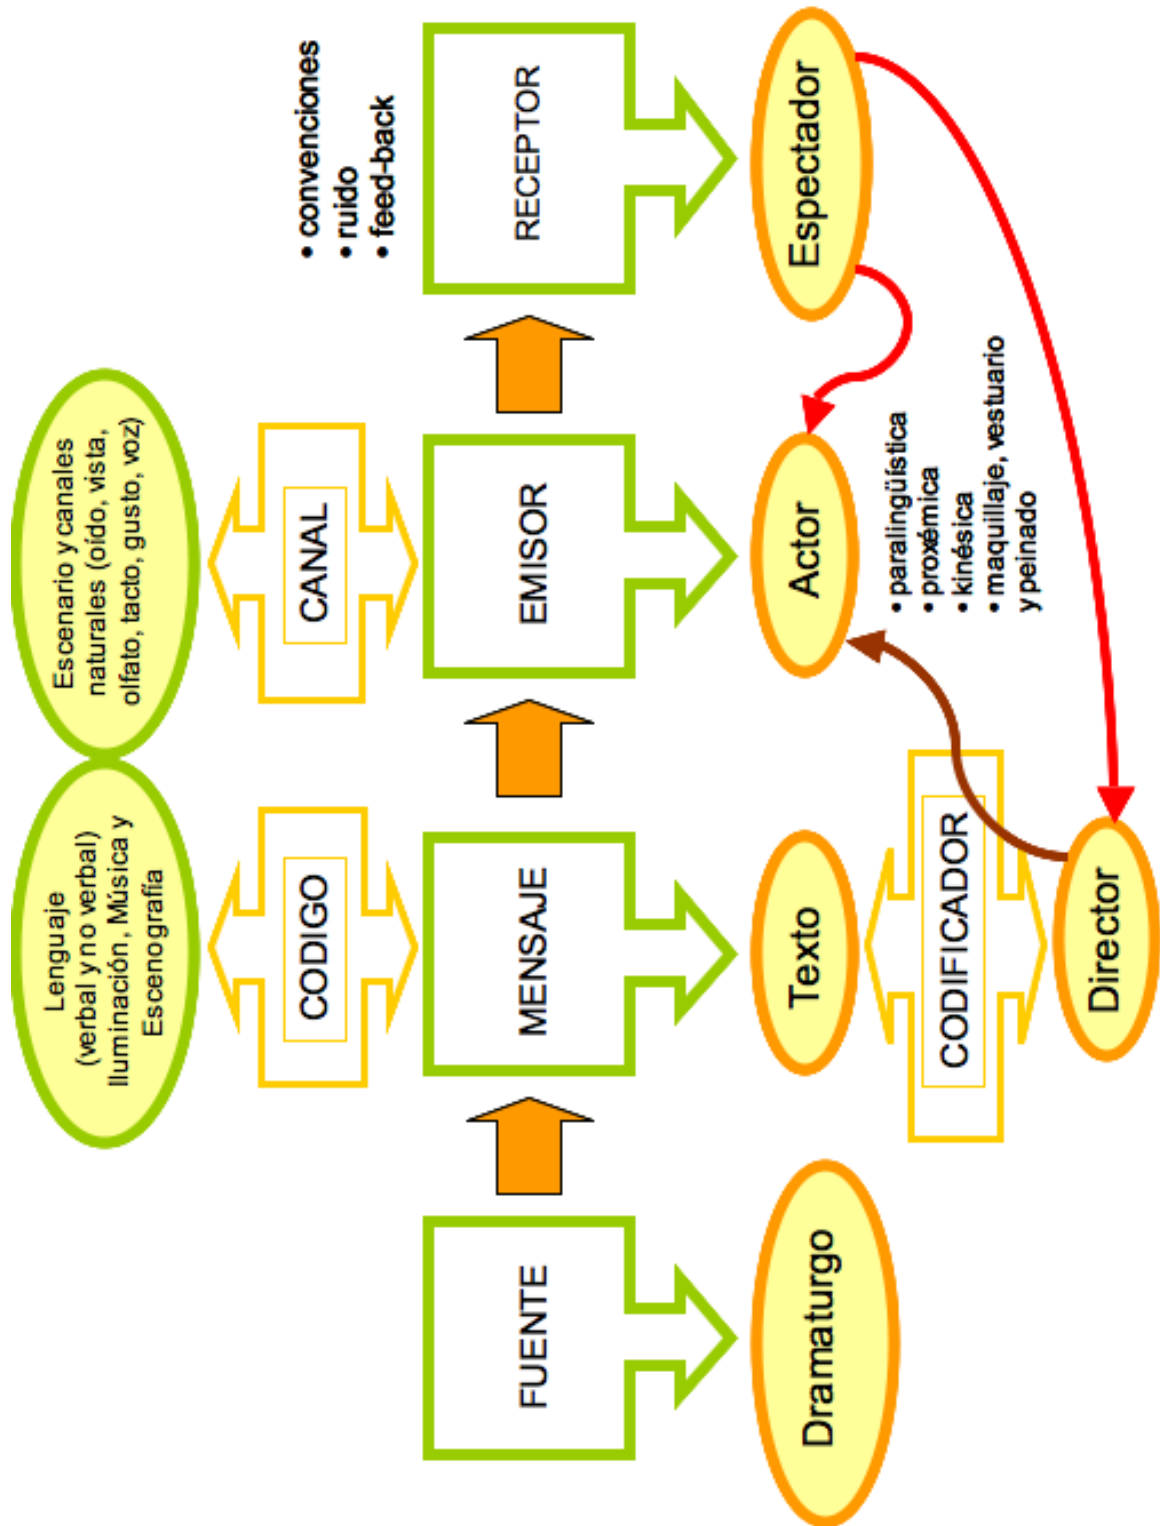 Lenguaje
(verbal y no verbal)
Iluminación, Música y
Escenografía
Escenario y canales
naturales (oído, vista,
olfato, tacto, gusto, voz)
CODIGO
CANAL
• convenciones
• ruido
• feed-back
FUENTE
MENSAJE
EMISOR
RECEPTOR
Dramaturgo
Texto
Actor
Espectador
• paralingüística
• proxémica
• kinésica
• maquillaje, vestuario
y peinado
CODIFICADOR
Director